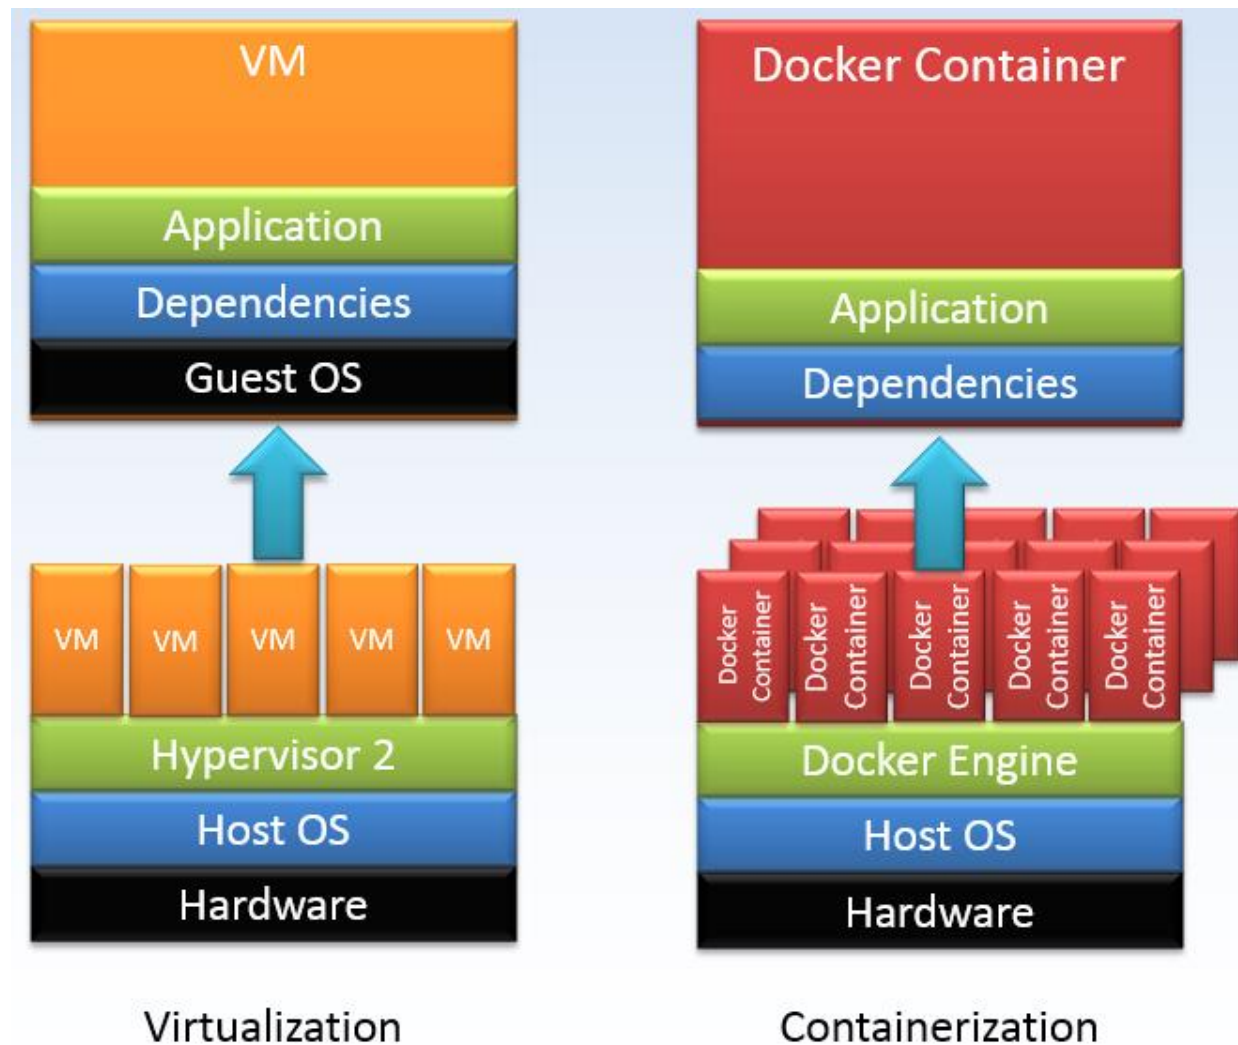 VM
Application
Dependencies
Guest OS
VM
VM
VM
VM
VM
Hypervisor 2
Host OS
Hardware
Virtualization
Docker Container
Application
Dependencies
Docker
Container
Docker
Container
Docker
Container
Docker
Container
Docker
Container
Docker Engine
Host OS
Hardware
Containerization